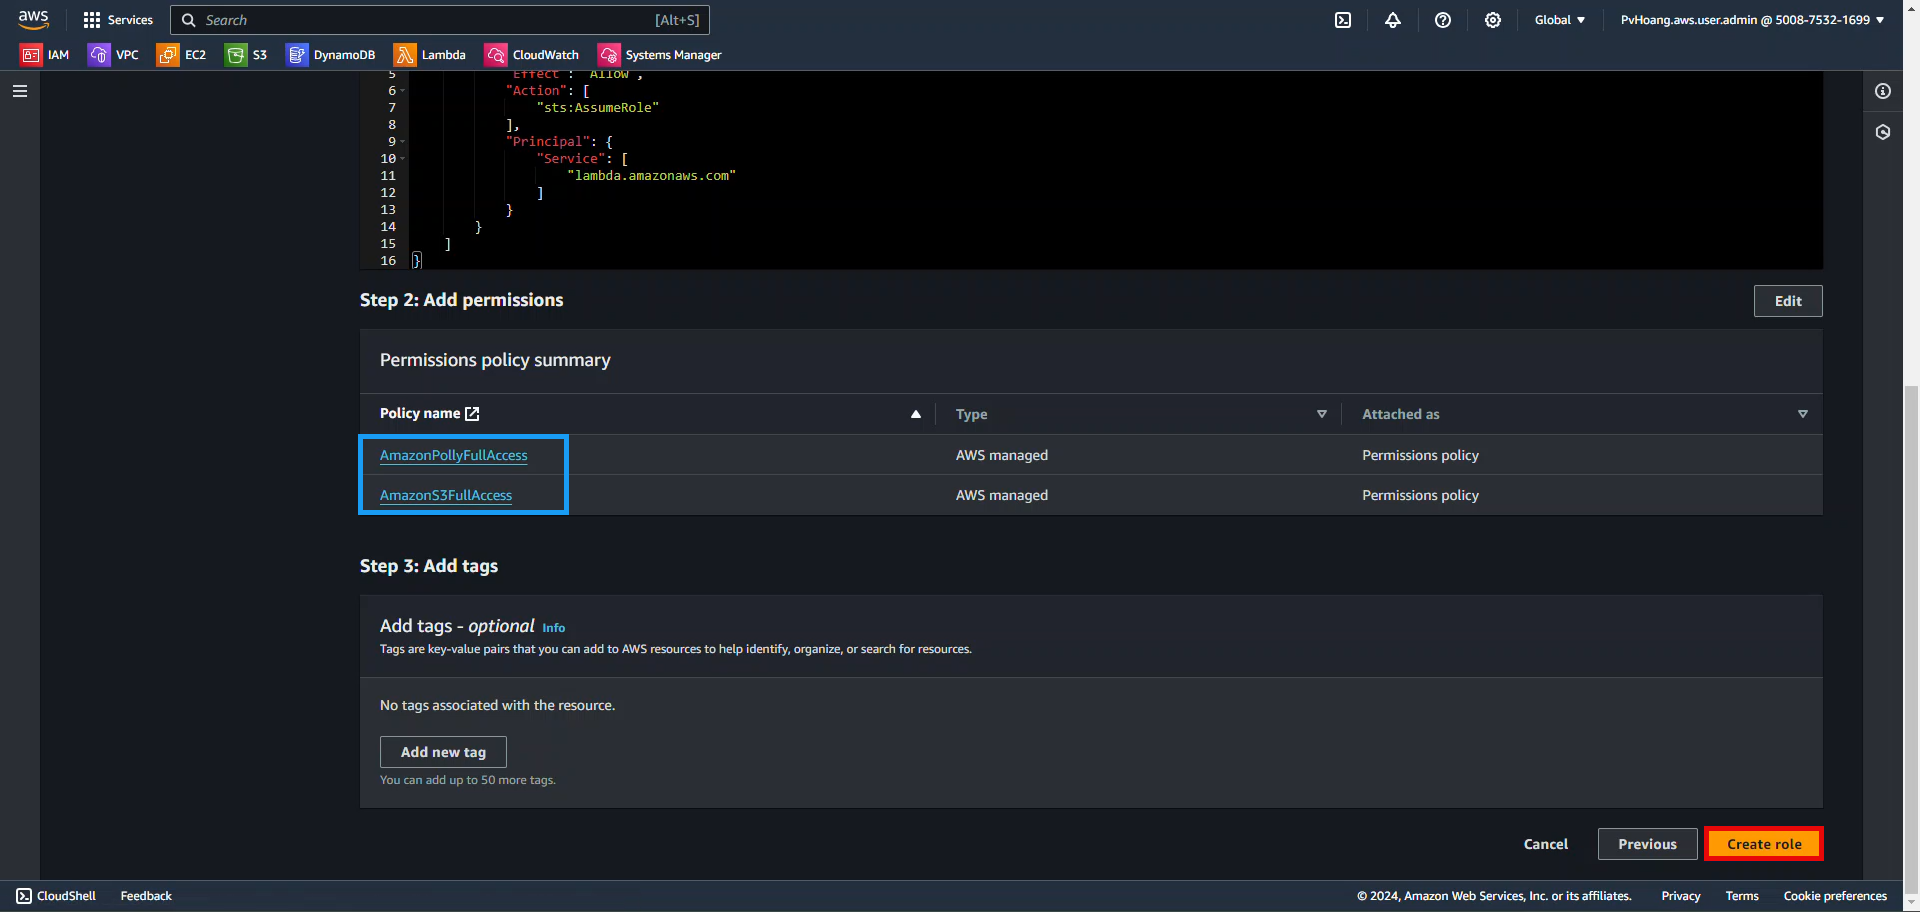 aws
Services
Search [Alt+S]
Global
PvHoang.aws.user.admin @ 5008-7532-1699
IAM VPC EC2 S3 DynamoDB Lambda CloudWatch Systems Manager
5 "Effect": "Allow",
6 "Action": [
7 "sts:AssumeRole"
8 ],
9 "Principal": {
10 "Service": [
11 "lambda.amazonaws.com"
12 ]
13 }
14 }
15 ]
16 }
Step 2: Add permissions
Edit
Permissions policy summary
Policy name Type Attached as
AmazonPollyFullAccess AWS managed Permissions policy
AmazonS3FullAccess AWS managed Permissions policy
Step 3: Add tags
Add tags - optional Info
Tags are key-value pairs that you can add to AWS resources to help identify, organize, or search for resources.
No tags associated with the resource.
Add new tag
You can add up to 50 more tags.
Cancel Previous Create role
CloudShell Feedback © 2024, Amazon Web Services, Inc. or its affiliates. Privacy Terms Cookie preferences